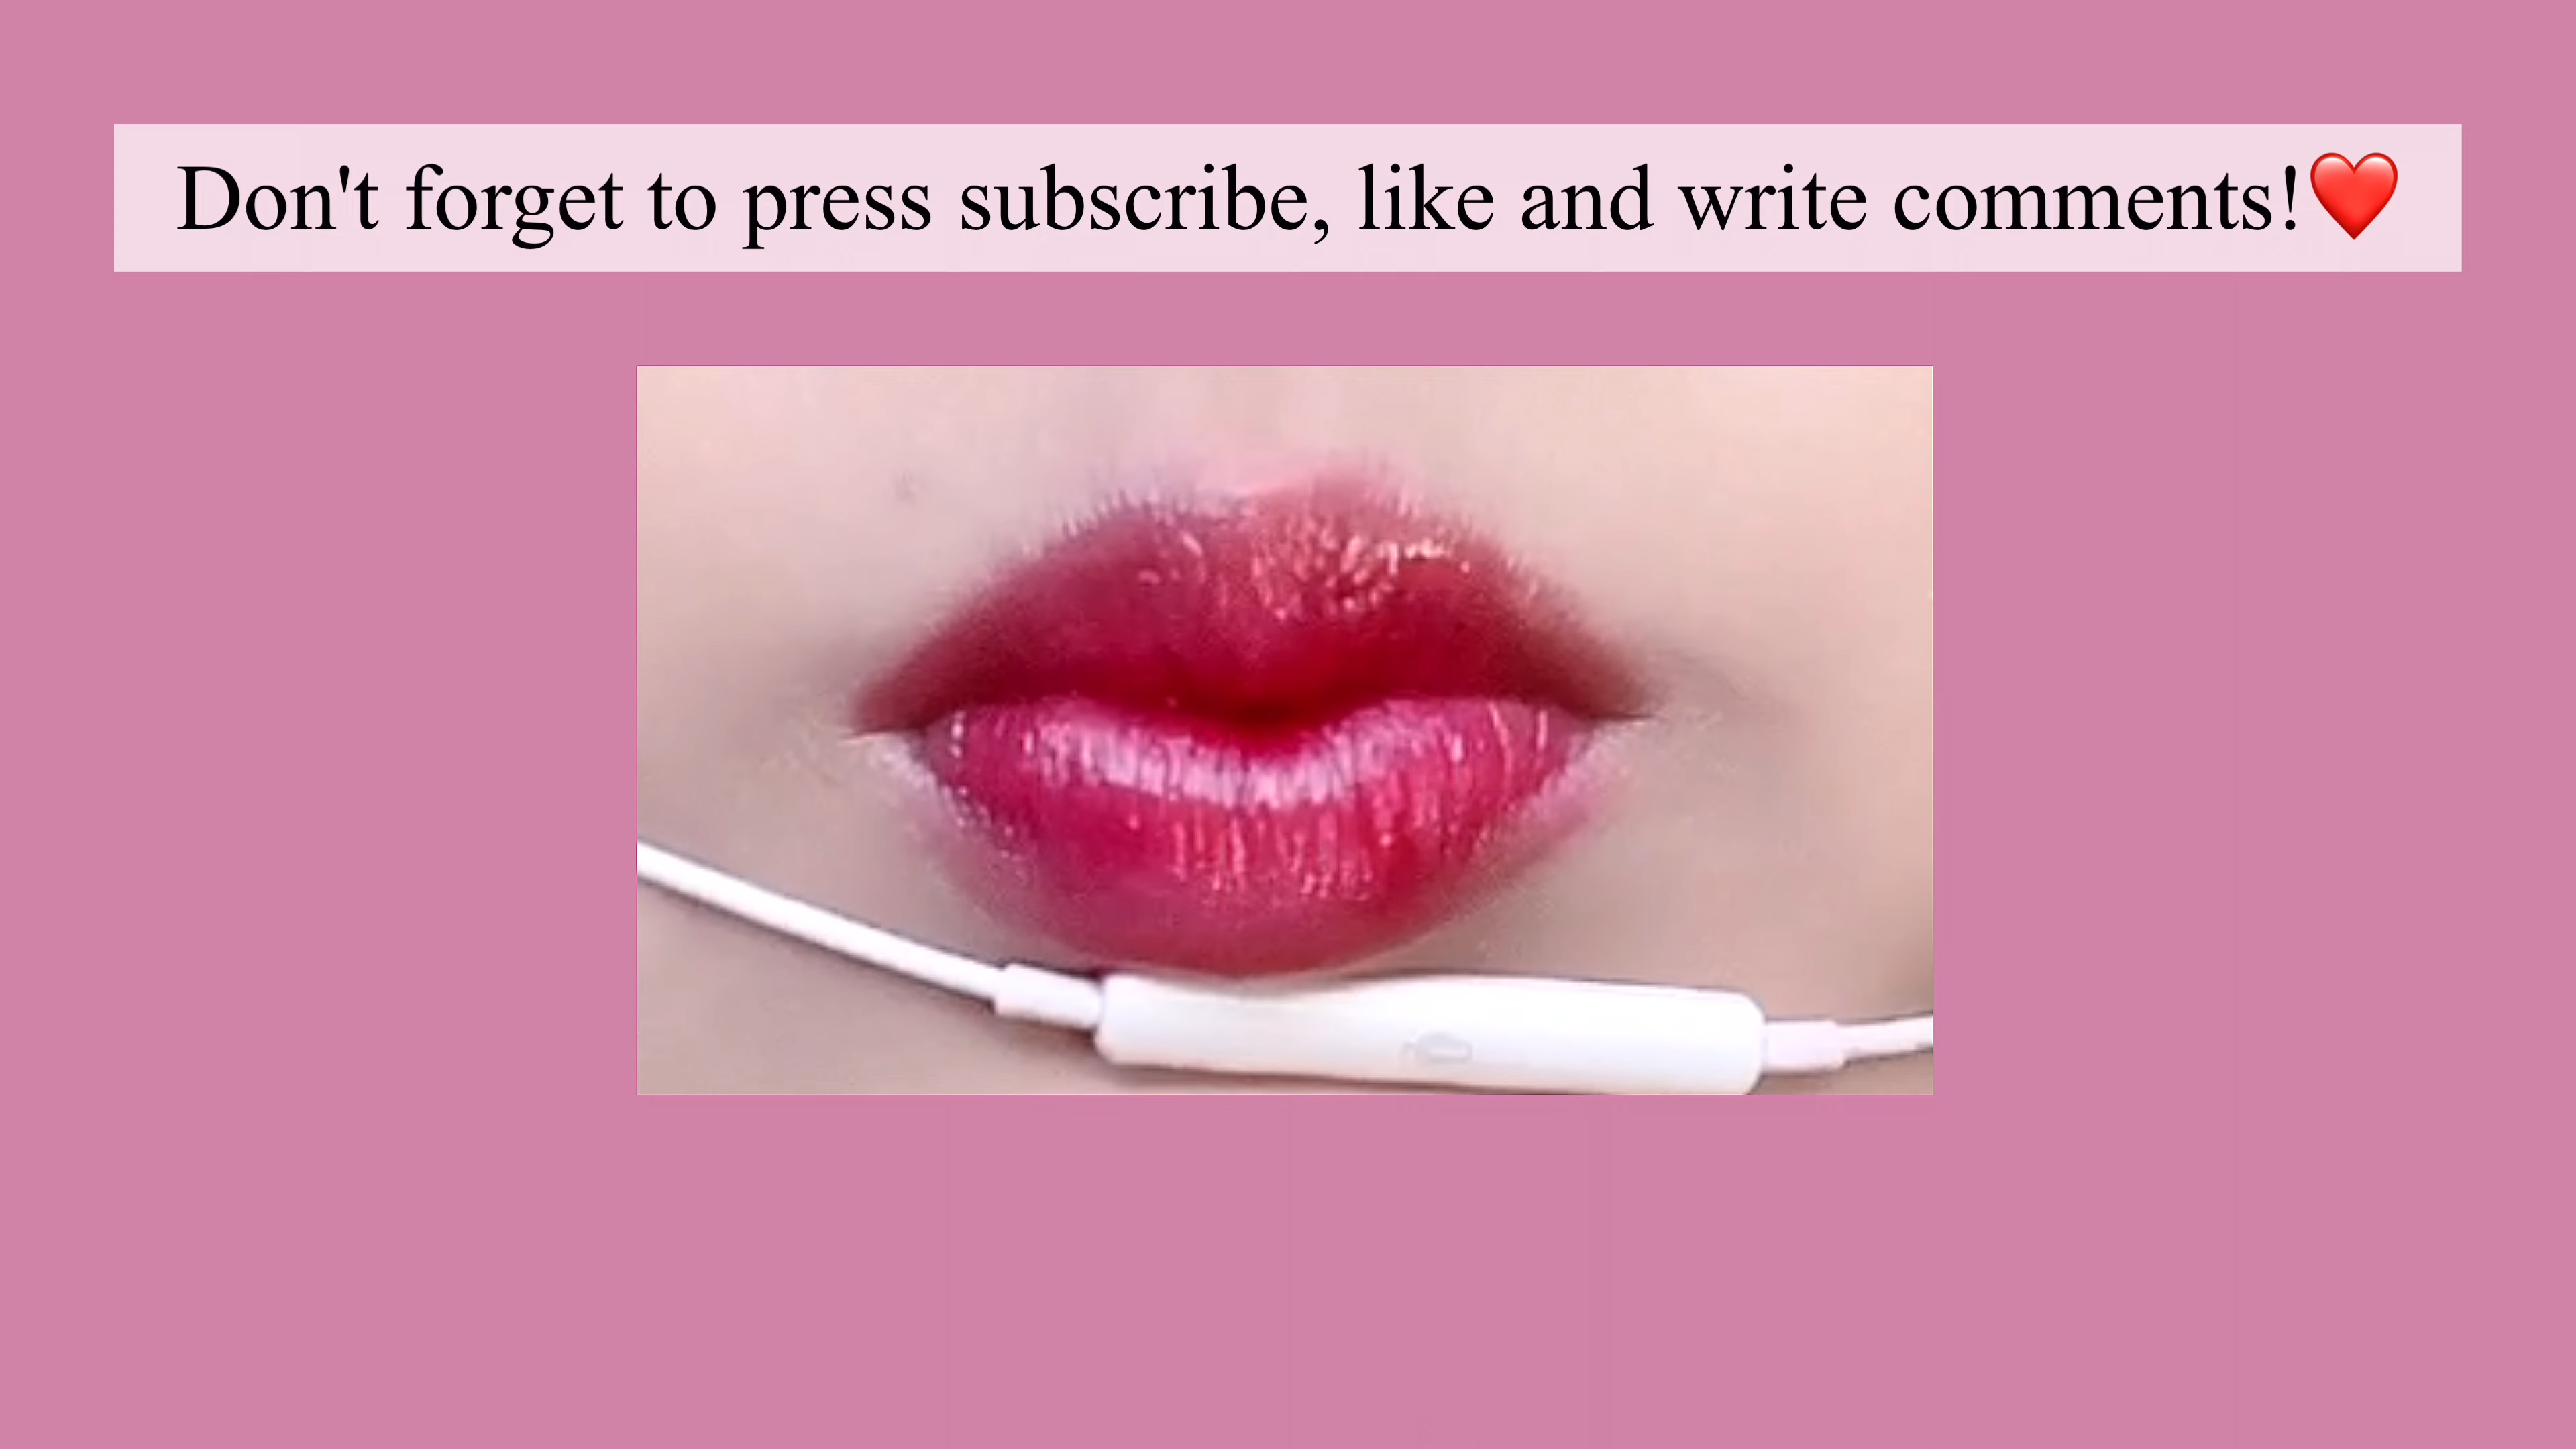 Don't forget to press subscribe, like and write comments!❤️